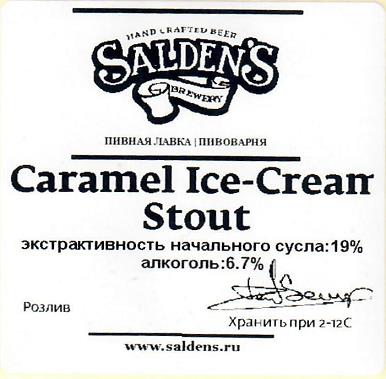 HAND CRAFTED BEER
SALDEN'S
BREWERY
ПИВНАЯ ЛАВКА | ПИВОВАРНЯ
Caramel Ice-Cream
Stout
экстрактивность начального сусла:19%
алкоголь:6.7%
Розлив
Хранить при 2-12С
www.saldens.ru